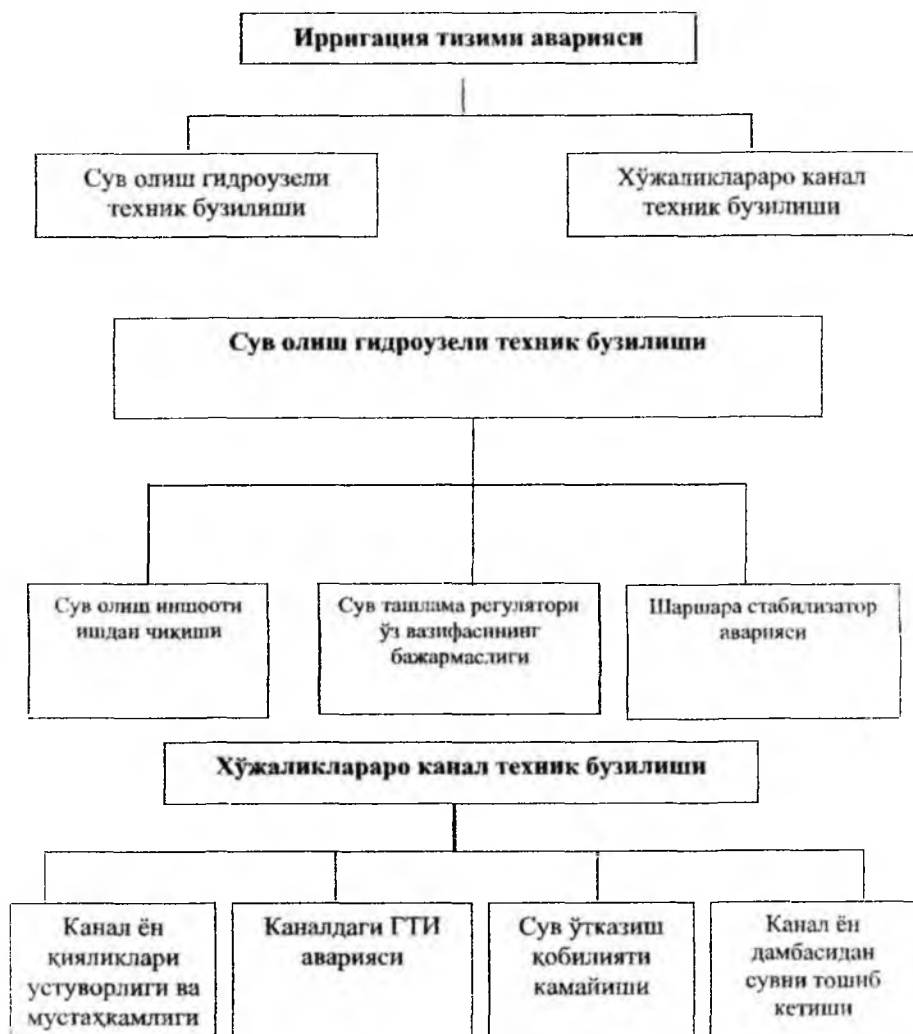 Ирригация тизими аварияси
Сув олиш гидроузели
техник бузилиши
Хўжаликлараро канал
техник бузилиши
Сув олиш гидроузели техник бузилиши
Сув олиш иншооти
ишдан чиқиши
Сув ташлама регулятори
ўз вазифасининг
бажармаслиги
Шаршара стабилизатор
аварияси
Хўжаликлараро канал техник бузилиши
Канал ён
қияликлари
устуворлиги ва
мустаҳкамлиги
Каналдаги ГТИ
аварияси
Сув ўтказиш
қобилияти
камайиши
Канал ён
дамбасидан
сувни тошиб
кетиши